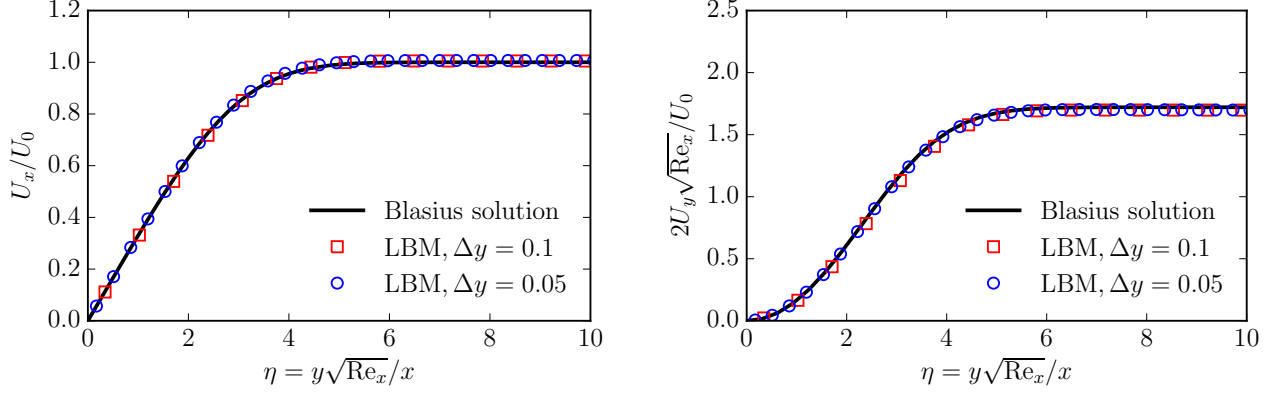 1.2
1.0
0.8
0.6
0.4
0.2
0.0
U_x/U_0
0 2 4 6 8 10
η = y√Re_x/x
Blasius solution
LBM, Δy = 0.1
LBM, Δy = 0.05
2.5
2.0
1.5
1.0
0.5
0.0
2U_y√Re_x/U_0
0 2 4 6 8 10
η = y√Re_x/x
Blasius solution
LBM, Δy = 0.1
LBM, Δy = 0.05